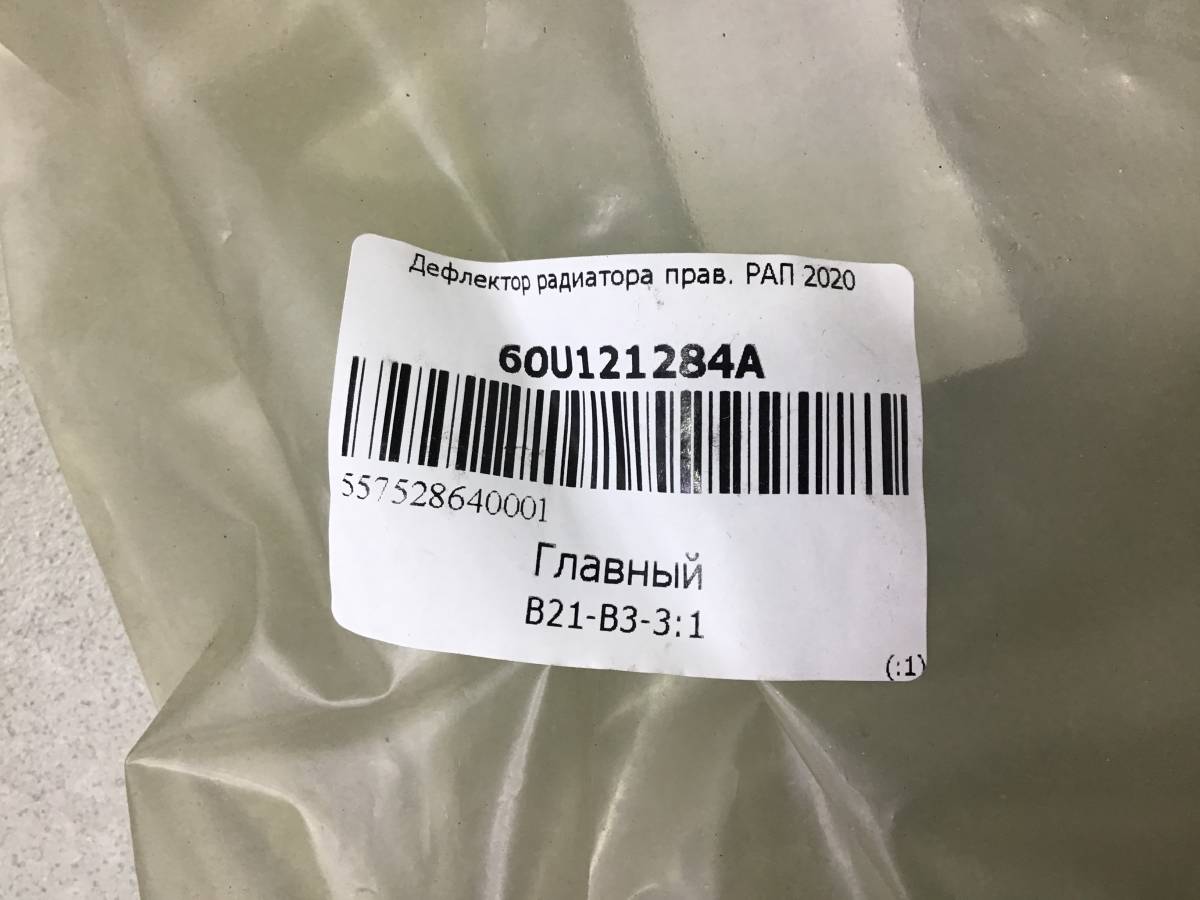 Дефлектор радиатора прав. РАП 2020
60U121284A
557528640001
Главный
B21-B3-3:1
(:1)